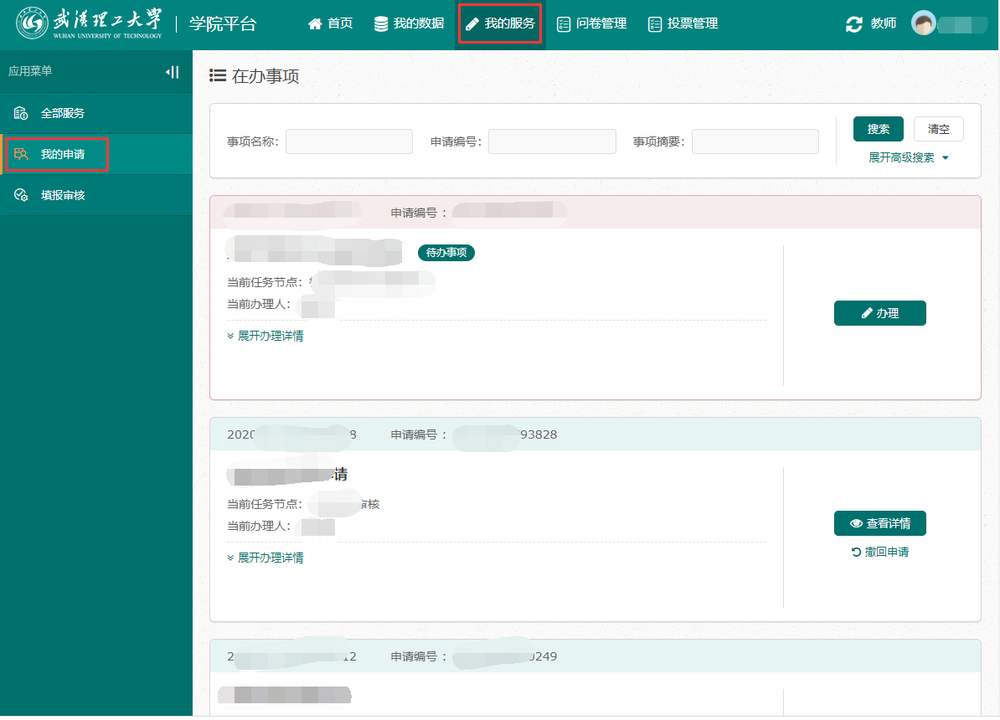 武汉理工大学
WUHAN UNIVERSITY OF TECHNOLOGY
学院平台
首页
我的数据
我的服务
问卷管理
投票管理
教师
应用菜单
全部服务
我的申请
填报审核
在办事项
事项名称：
申请编号：
事项摘要：
搜索
清空
展开高级搜索
申请编号：
待办事项
当前任务节点：
当前办理人：
展开办理详情
办理
2020 8 申请编号： 93828
请
当前任务节点： 审核
当前办理人：
展开办理详情
查看详情
撤回申请
2 12 申请编号： 0249